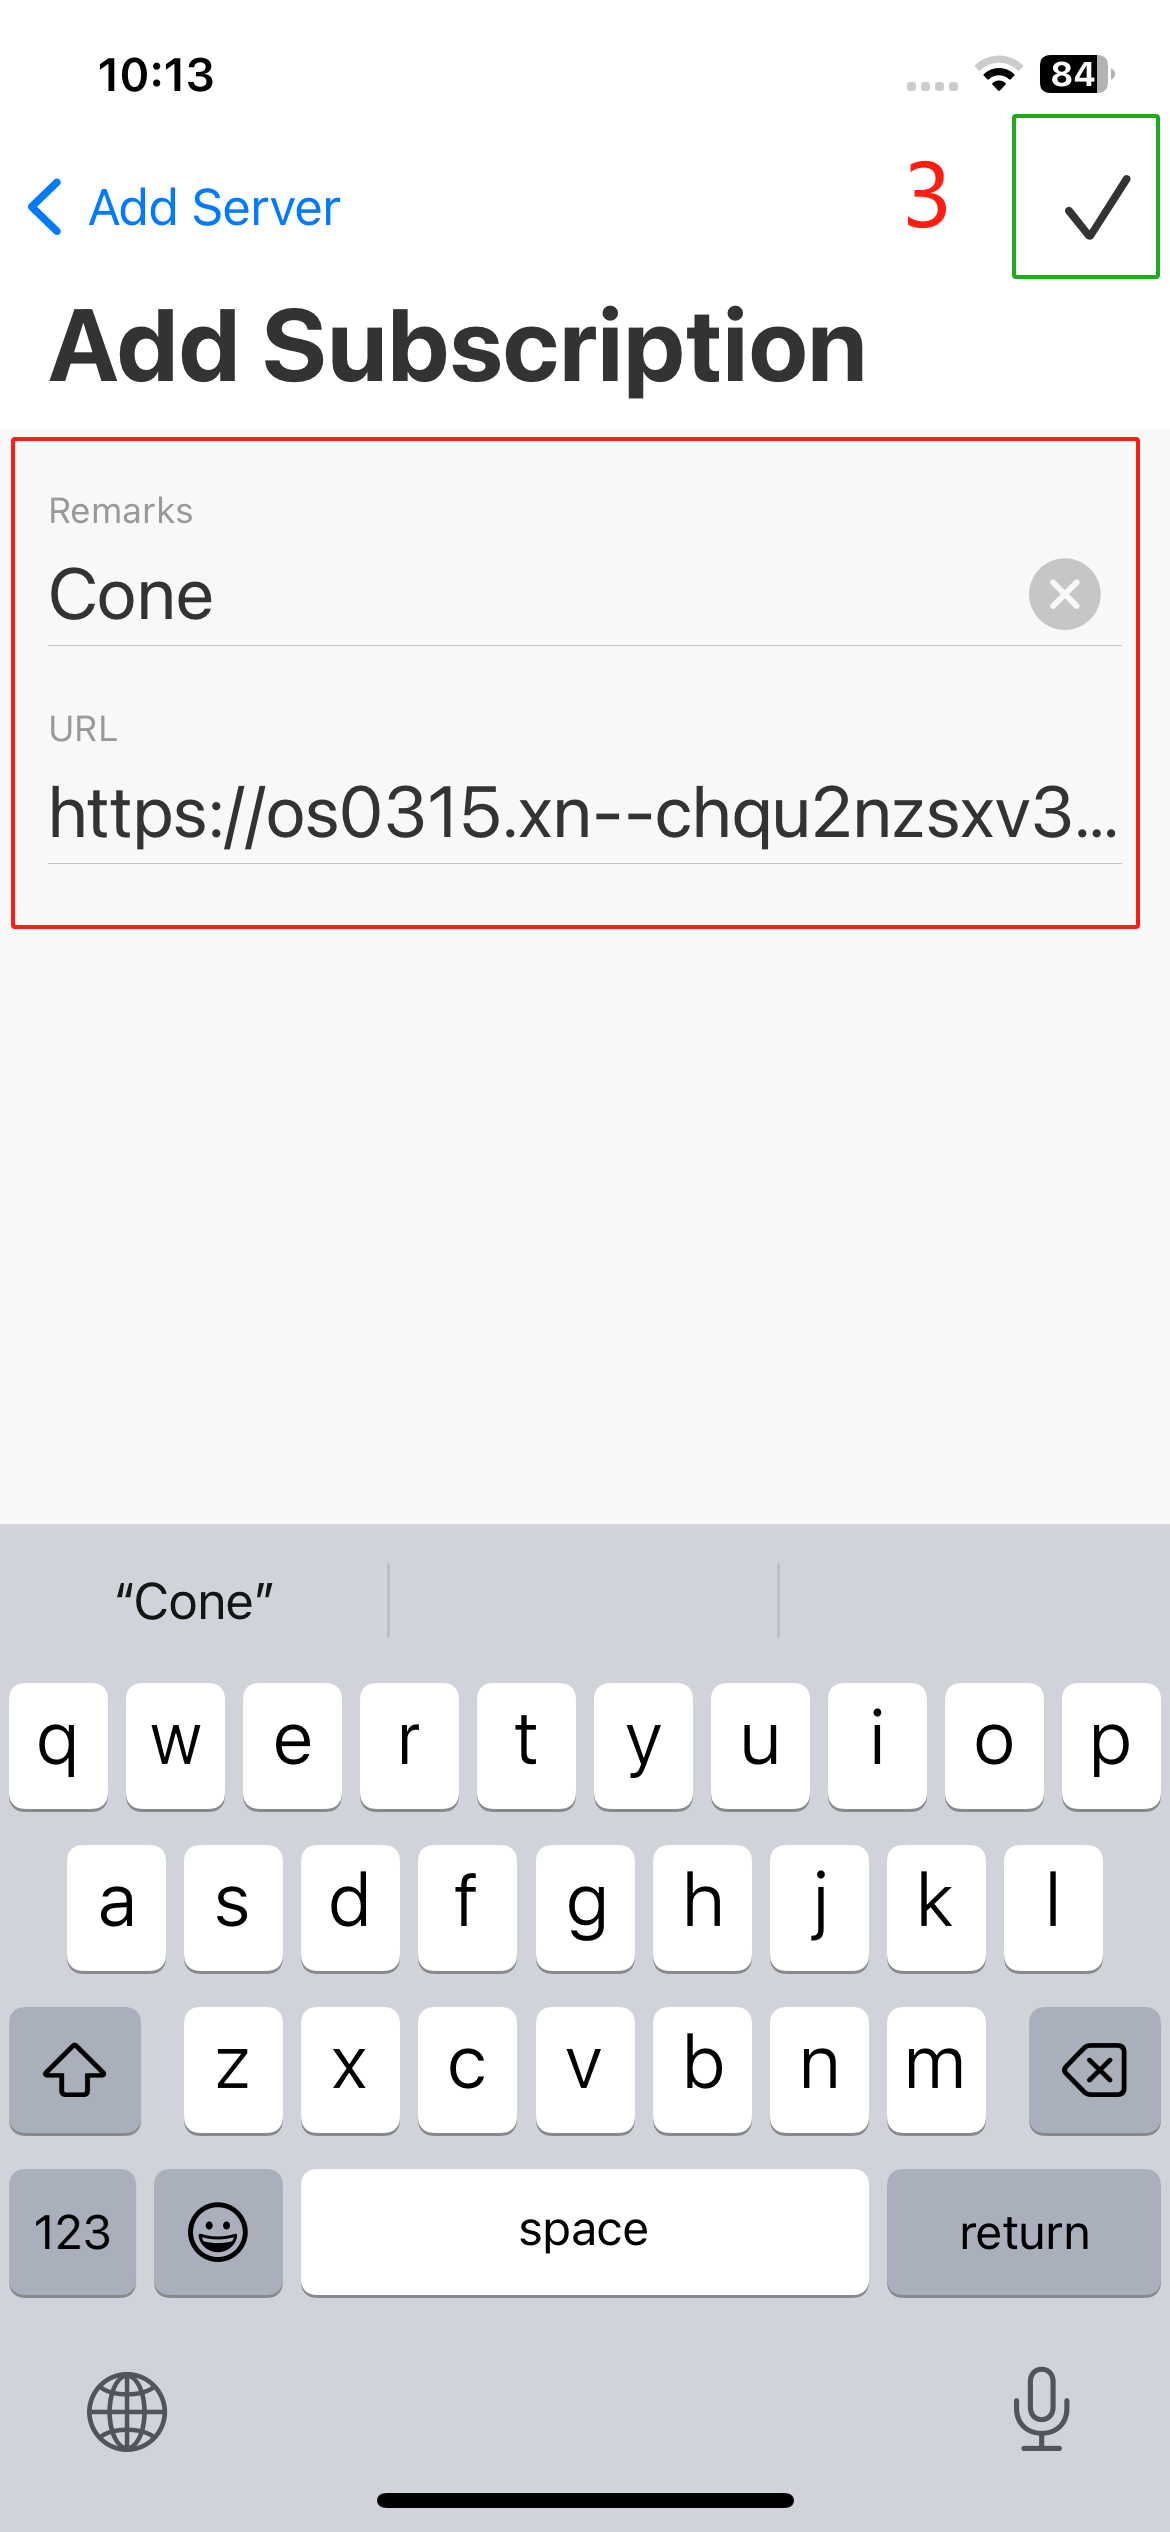 10:13
84
Add Server
3
Add Subscription
Remarks
Cone
URL
https://os0315.xn--chqu2nzsxv3...
“Cone”
q w e r t y u i o p
a s d f g h j k l
z x c v b n m
123 space return